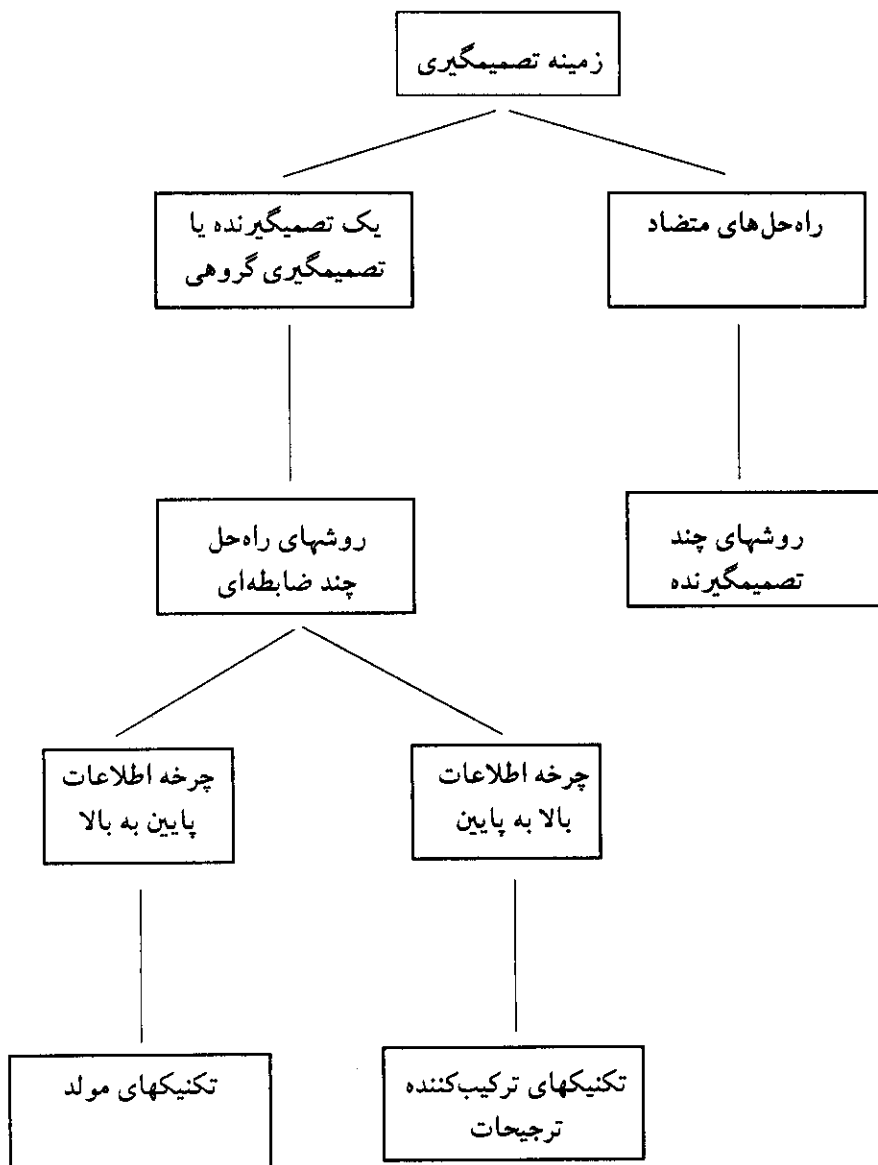 زمینه تصمیمگیری
راه‌حل‌های متضاد
یک تصمیگیرنده یا
تصمیمگیری گروهی
روشهای چند
تصمیمگیرنده
روشهای راه‌حل
چند ضابطه‌ای
چرخه اطلاعات
بالا به پایین
چرخه اطلاعات
پایین به بالا
تکنیکهای ترکیب‌کننده
ترجیحات
تکنیکهای مولد